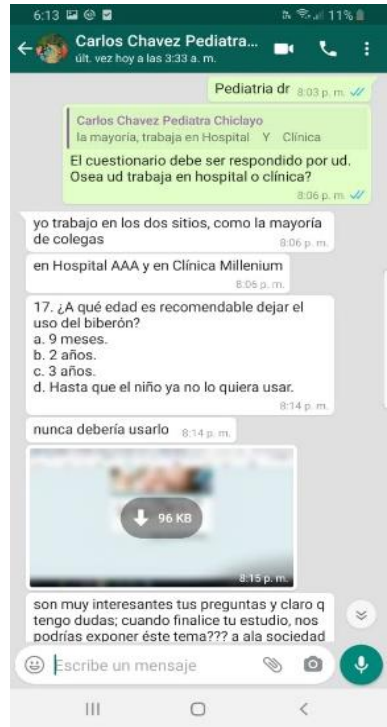 6:13
11%
Carlos Chavez Pediatra...
últ. vez hoy a las 3:33 a. m.
Pediatria dr 8:03 p. m.
Carlos Chavez Pediatra Chiclayo
la mayoría, trabaja en Hospital Y Clínica
El cuestionario debe ser respondido por ud.
Osea ud trabaja en hospital o clínica?
8:06 p. m.
yo trabajo en los dos sitios, como la mayoría
de colegas 8:06 p. m.
en Hospital AAA y en Clínica Millenium
8:06 p. m.
17. ¿A qué edad es recomendable dejar el
uso del biberón?
a. 9 meses.
b. 2 años.
c. 3 años.
d. Hasta que el niño ya no lo quiera usar.
8:14 p. m.
nunca debería usarlo 8:14 p. m.
96 KB
8:15 p. m.
son muy interesantes tus preguntas y claro q
tengo dudas; cuando finalice tu estudio, nos
podrías exponer éste tema??? a ala sociedad
Escribe un mensaje